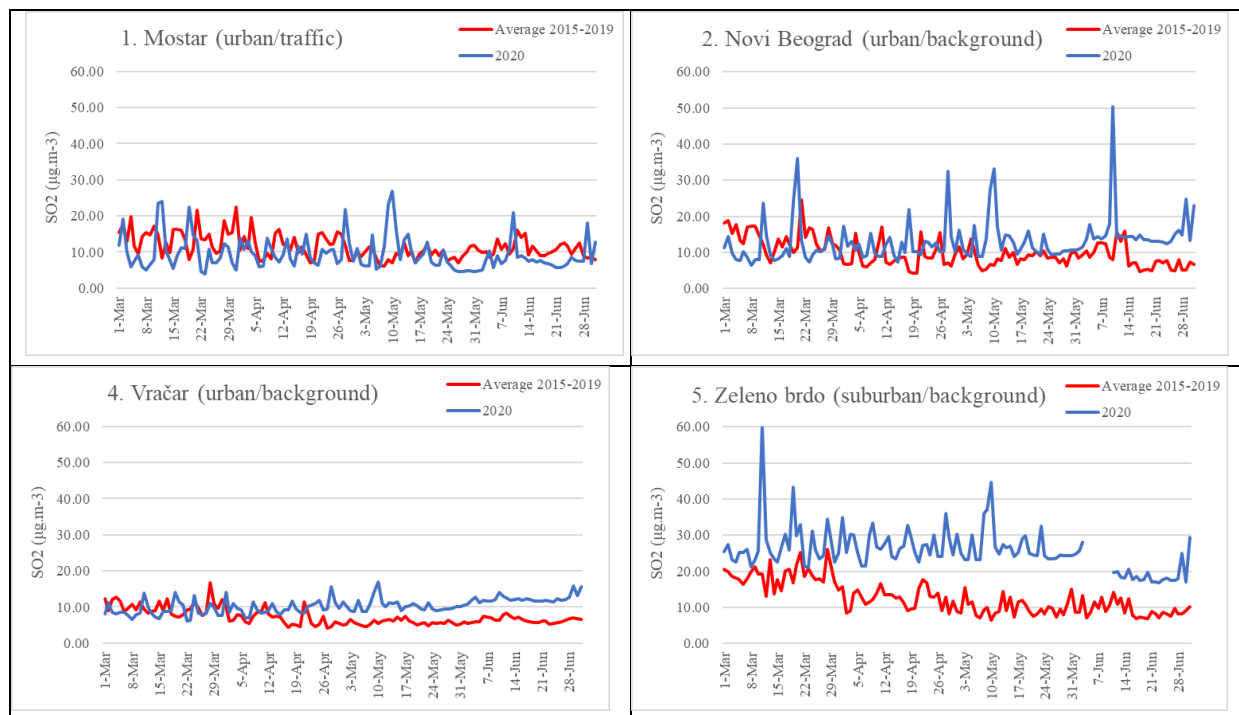 1. Mostar (urban/traffic)
Average 2015-2019
2020
60.00
50.00
40.00
30.00
20.00
10.00
0.00
SO2 (µg.m-3)
1-Mar
8-Mar
15-Mar
22-Mar
29-Mar
5-Apr
12-Apr
19-Apr
26-Apr
3-May
10-May
17-May
24-May
31-May
7-Jun
14-Jun
21-Jun
28-Jun
2. Novi Beograd (urban/background)
Average 2015-2019
2020
60.00
50.00
40.00
30.00
20.00
10.00
0.00
SO2 (µg.m-3)
1-Mar
8-Mar
15-Mar
22-Mar
29-Mar
5-Apr
12-Apr
19-Apr
26-Apr
3-May
10-May
17-May
24-May
31-May
7-Jun
14-Jun
21-Jun
28-Jun
4. Vračar (urban/background)
Average 2015-2019
2020
60.00
50.00
40.00
30.00
20.00
10.00
0.00
SO2 (µg.m-3)
1-Mar
8-Mar
15-Mar
22-Mar
29-Mar
5-Apr
12-Apr
19-Apr
26-Apr
3-May
10-May
17-May
24-May
31-May
7-Jun
14-Jun
21-Jun
28-Jun
5. Zeleno brdo (suburban/background)
Average 2015-2019
2020
60.00
50.00
40.00
30.00
20.00
10.00
0.00
SO2 (µg.m-3)
1-Mar
8-Mar
15-Mar
22-Mar
29-Mar
5-Apr
12-Apr
19-Apr
26-Apr
3-May
10-May
17-May
24-May
31-May
7-Jun
14-Jun
21-Jun
28-Jun